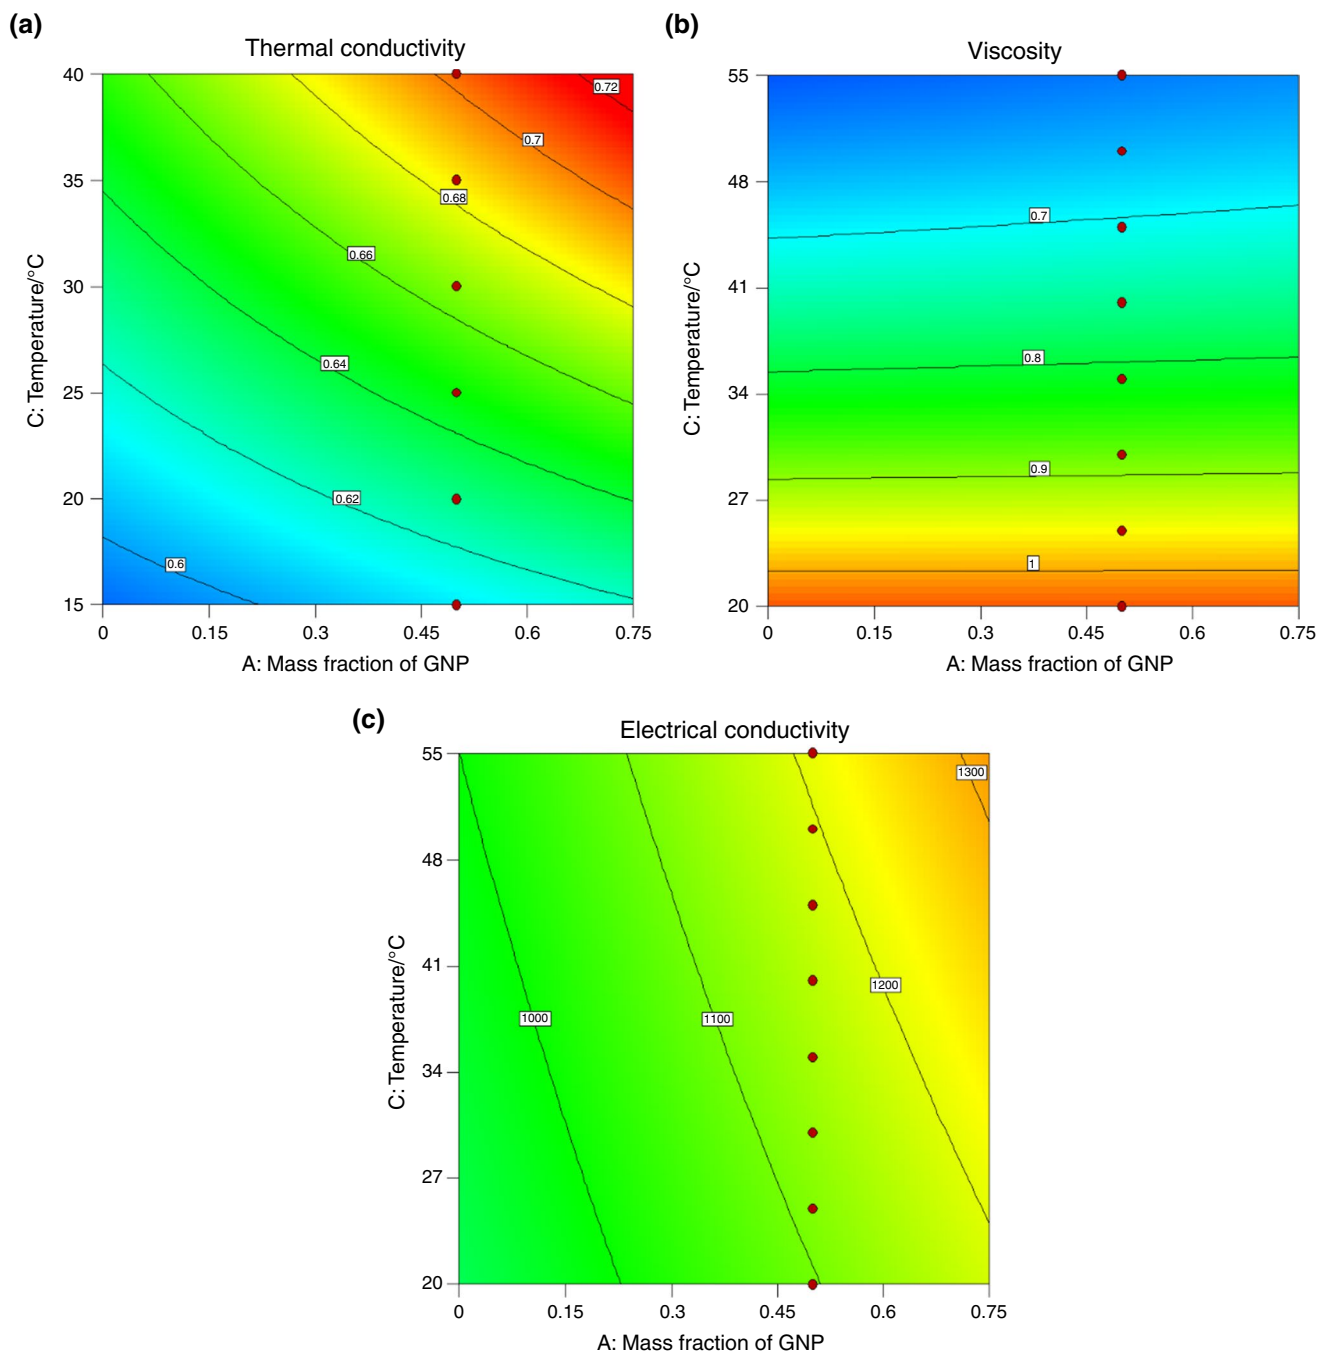 (a)
Thermal conductivity
40
35
30
25
20
15
0.72
0.7
0.68
0.66
0.64
0.62
0.6
C: Temperature/°C
0 0.15 0.3 0.45 0.6 0.75
A: Mass fraction of GNP
(b)
Viscosity
55
48
41
34
27
20
0.7
0.8
0.9
1
C: Temperature/°C
0 0.15 0.3 0.45 0.6 0.75
A: Mass fraction of GNP
(c)
Electrical conductivity
55
48
41
34
27
20
1300
1200
1100
1000
C: Temperature/°C
0 0.15 0.3 0.45 0.6 0.75
A: Mass fraction of GNP